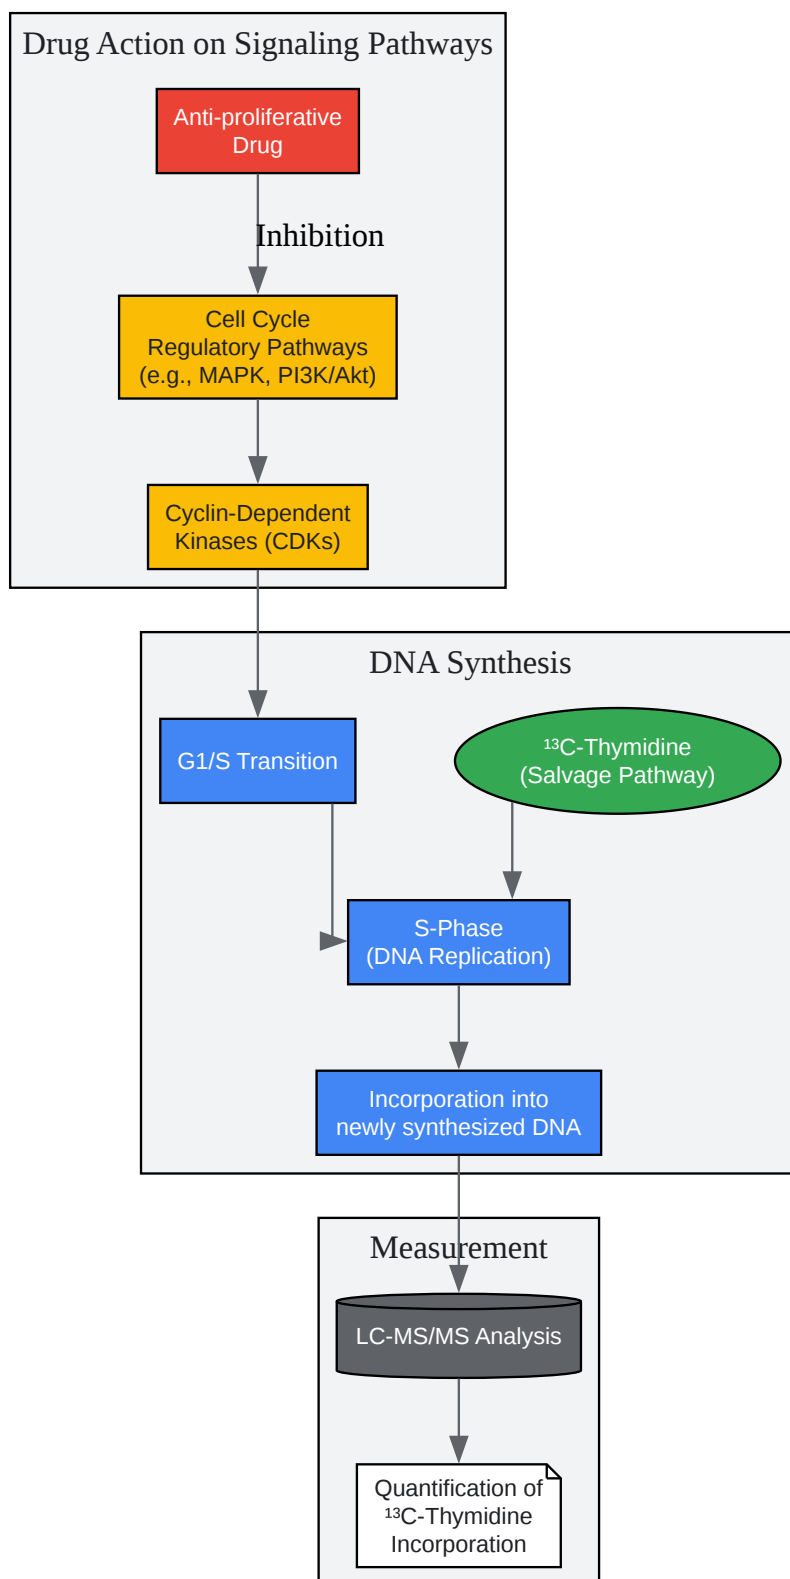 Drug Action on Signaling Pathways
Anti-proliferative
Drug
Inhibition
Cell Cycle
Regulatory Pathways
(e.g., MAPK, PI3K/Akt)
Cyclin-Dependent
Kinases (CDKs)
DNA Synthesis
G1/S Transition
¹³C-Thymidine
(Salvage Pathway)
S-Phase
(DNA Replication)
Incorporation into
newly synthesized DNA
Measurement
LC-MS/MS Analysis
Quantification of
¹³C-Thymidine
Incorporation